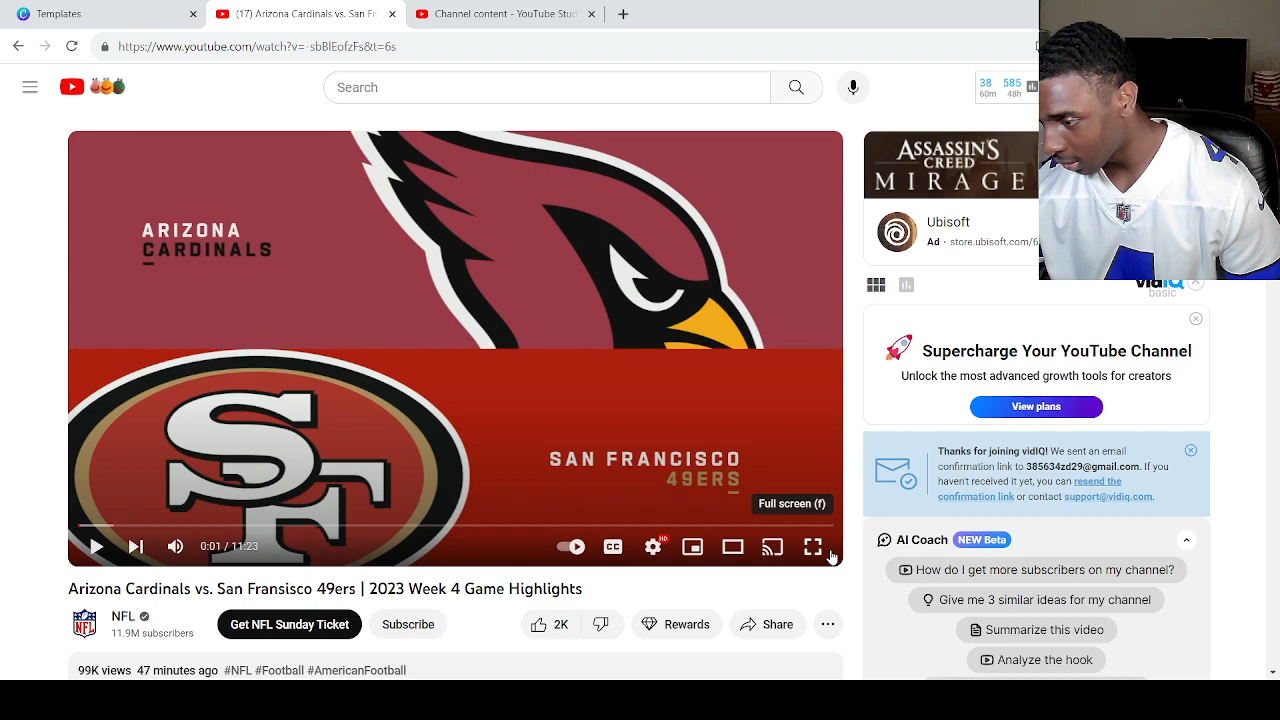 Templates
(17) Arizona Cardinals vs. San Fr
Channel content - YouTube Stud
https://www.youtube.com/watch?v=-sbBlEofzFs&t=6s
Search
38 585
60m 48h
ARIZONA
CARDINALS
SAN FRANCISCO
49ERS
SF
Full screen (f)
0:01 / 11:23
CC
HD
Arizona Cardinals vs. San Fransisco 49ers | 2023 Week 4 Game Highlights
NFL
NFL
11.9M subscribers
Get NFL Sunday Ticket
Subscribe
2K
Rewards
Share
99K views 47 minutes ago #NFL #Football #AmericanFootball
ASSASSIN'S
CREED
MIRAGE
Ubisoft
Ad · store.ubisoft.com/6
vidIQ
basic
Supercharge Your YouTube Channel
Unlock the most advanced growth tools for creators
View plans
Thanks for joining vidIQ! We sent an email
confirmation link to 385634zd29@gmail.com. If you
haven't received it yet, you can resend the
confirmation link or contact support@vidiq.com.
AI Coach NEW Beta
How do I get more subscribers on my channel?
Give me 3 similar ideas for my channel
Summarize this video
Analyze the hook